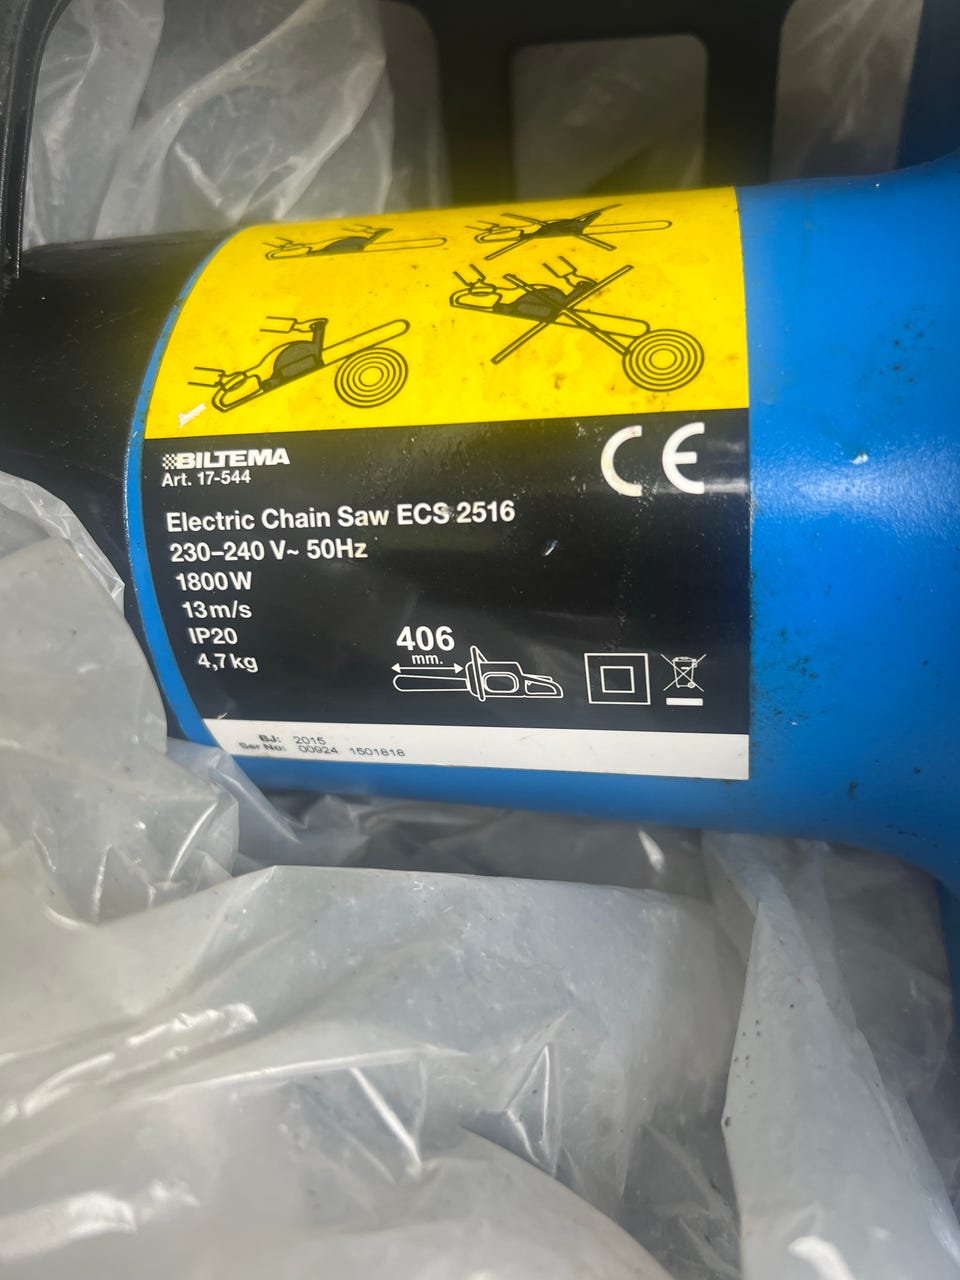 BILTEMA
Art. 17-544
CE
Electric Chain Saw ECS 2516
230–240 V~ 50Hz
1800W
13m/s
IP20
4,7kg
406
mm.
BJ: 2015
Ser No: 00924 1501818